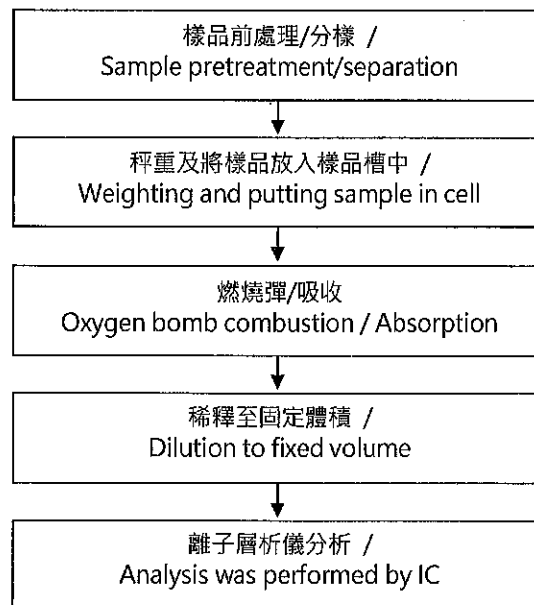 樣品前處理/分樣 /
Sample pretreatment/separation
秤重及將樣品放入樣品槽中 /
Weighting and putting sample in cell
燃燒彈/吸收
Oxygen bomb combustion / Absorption
稀釋至固定體積 /
Dilution to fixed volume
離子層析儀分析 /
Analysis was performed by IC